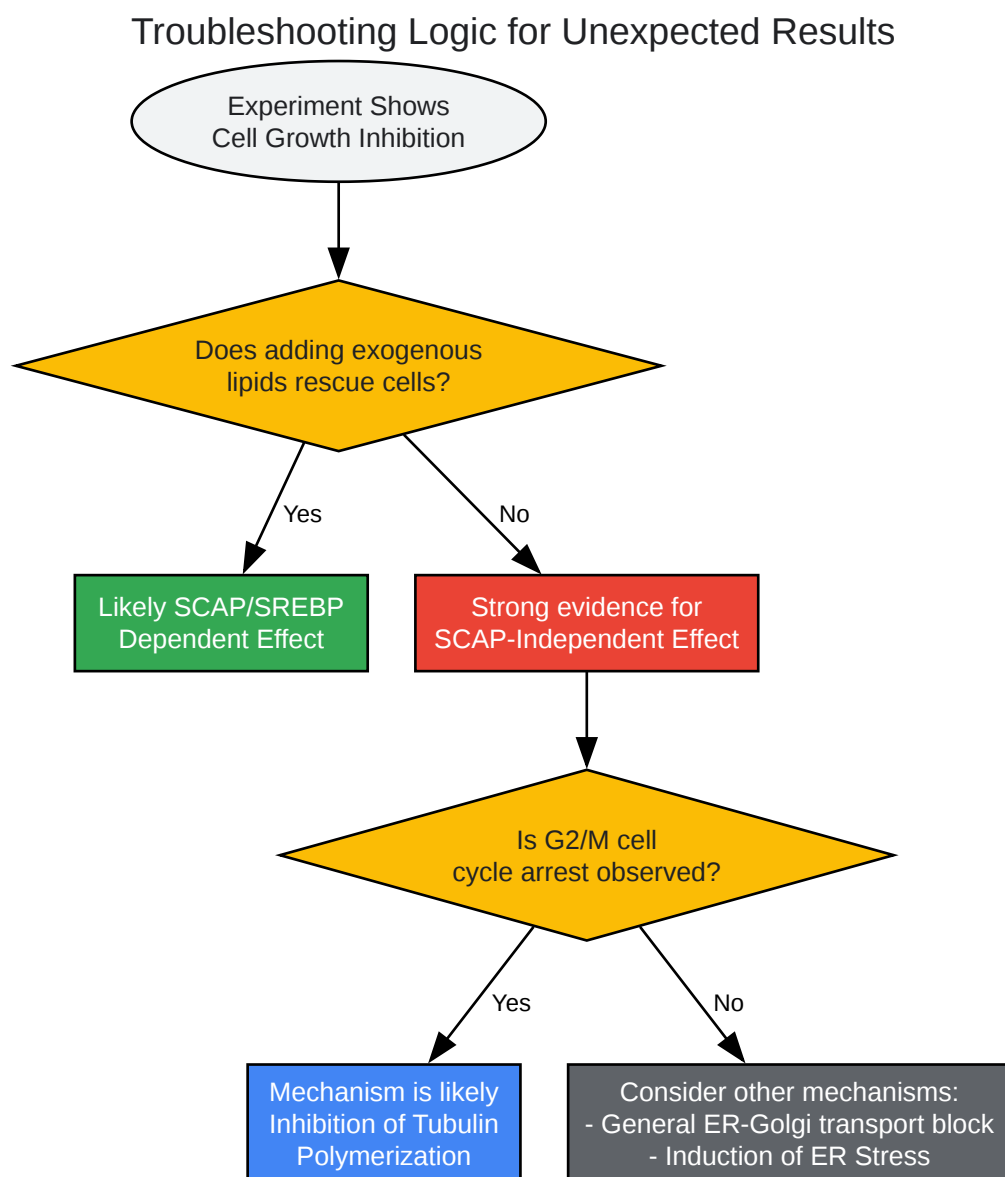 Troubleshooting Logic for Unexpected Results
Experiment Shows
Cell Growth Inhibition
Does adding exogenous
lipids rescue cells?
Yes
No
Likely SCAP/SREBP
Dependent Effect
Strong evidence for
SCAP-Independent Effect
Is G2/M cell
cycle arrest observed?
Yes
No
Mechanism is likely
Inhibition of Tubulin
Polymerization
Consider other mechanisms:
- General ER-Golgi transport block
- Induction of ER Stress